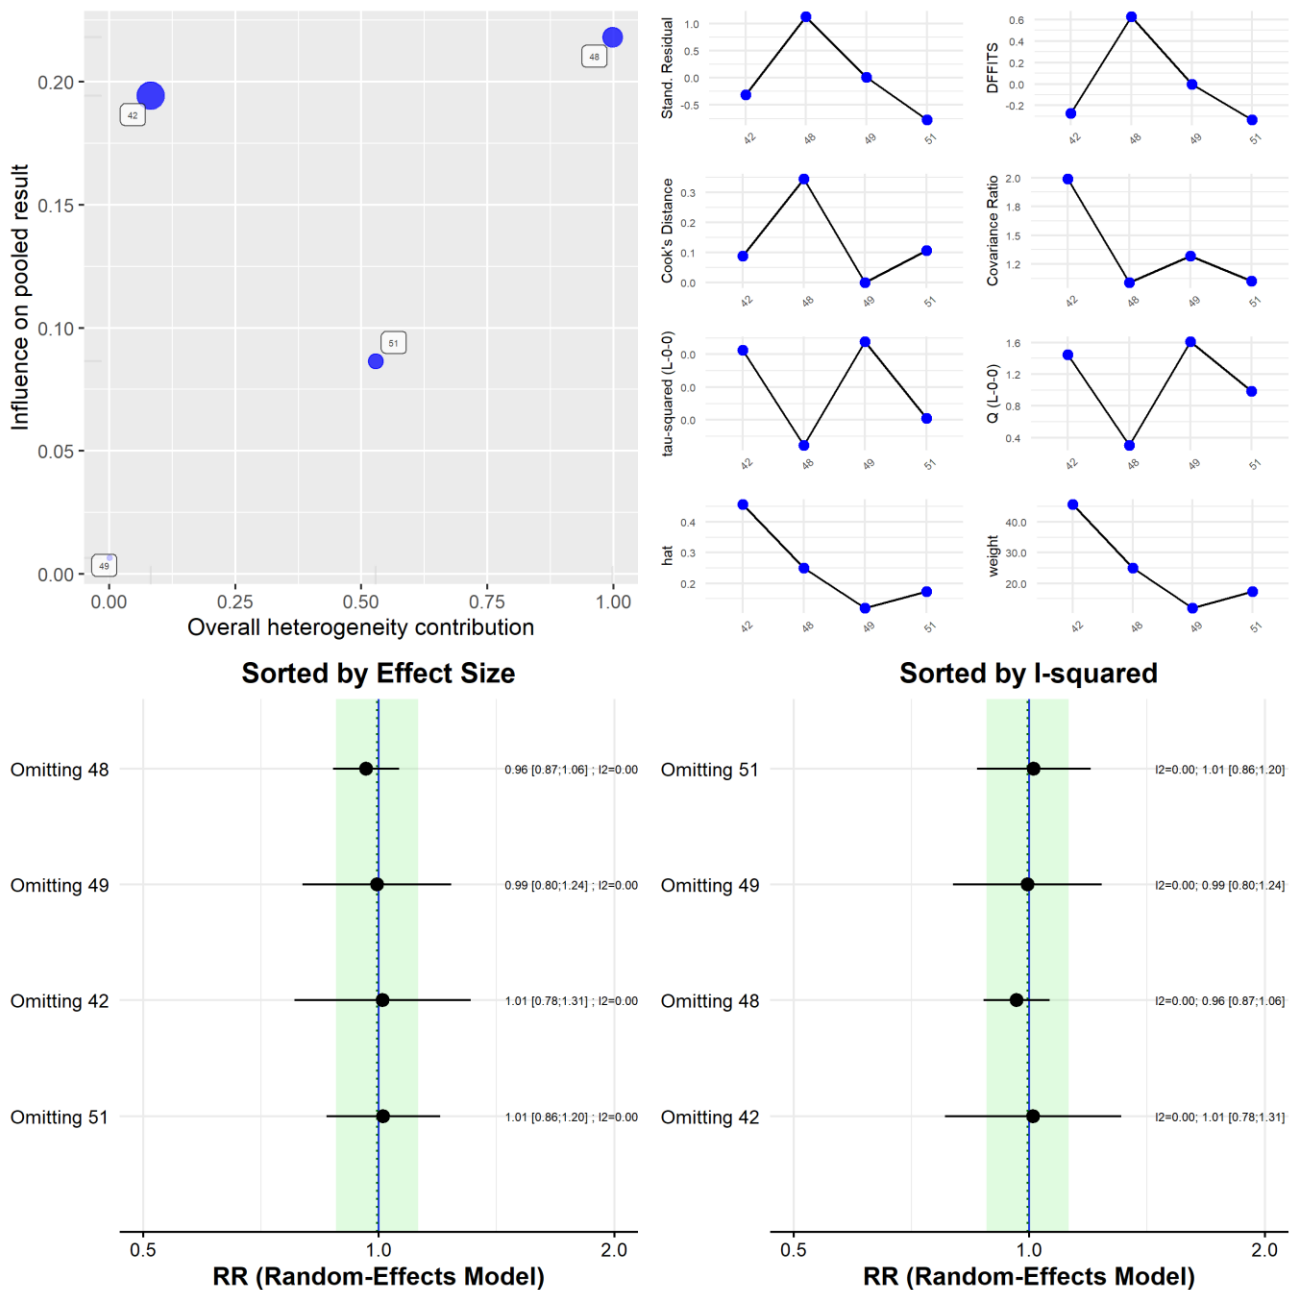 Influence on pooled result
0.20
0.15
0.10
0.05
0.00
48
42
51
49
0.00 0.25 0.50 0.75 1.00
Overall heterogeneity contribution
Stand. Residual
1.0
0.5
0.0
-0.5
42 48 49 51
DFFITS
0.6
0.4
0.2
0.0
-0.2
42 48 49 51
Cook's Distance
0.3
0.2
0.1
0.0
42 48 49 51
Covariance Ratio
2.0
1.8
1.5
1.2
42 48 49 51
tau-squared (L-0-0)
0.0
0.0
0.0
42 48 49 51
Q (L-0-0)
1.6
1.2
0.8
0.4
42 48 49 51
hat
0.4
0.3
0.2
42 48 49 51
weight
40.0
30.0
20.0
42 48 49 51
Sorted by Effect Size
Omitting 48 0.96 [0.87;1.06] ; I2=0.00
Omitting 49 0.99 [0.80;1.24] ; I2=0.00
Omitting 42 1.01 [0.78;1.31] ; I2=0.00
Omitting 51 1.01 [0.86;1.20] ; I2=0.00
0.5 1.0 2.0
RR (Random-Effects Model)
Sorted by I-squared
Omitting 51 I2=0.00; 1.01 [0.86;1.20]
Omitting 49 I2=0.00; 0.99 [0.80;1.24]
Omitting 48 I2=0.00; 0.96 [0.87;1.06]
Omitting 42 I2=0.00; 1.01 [0.78;1.31]
0.5 1.0 2.0
RR (Random-Effects Model)